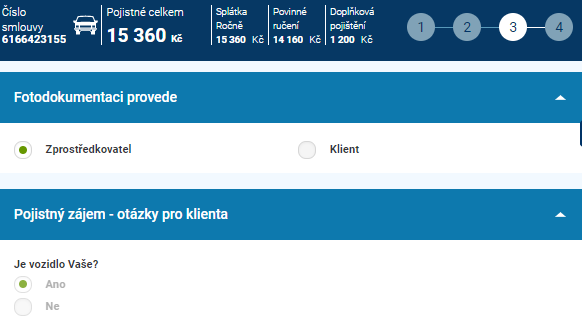 Číslo
smlouvy
6166423155
Pojistné celkem
15 360 Kč
Splátka
Ročně
15 360 Kč
Povinné
ručení
14 160 Kč
Doplňková
pojištění
1 200 Kč
1
2
3
4
Fotodokumentaci provede
Zprostředkovatel
Klient
Pojistný zájem - otázky pro klienta
Je vozidlo Vaše?
Ano
Ne